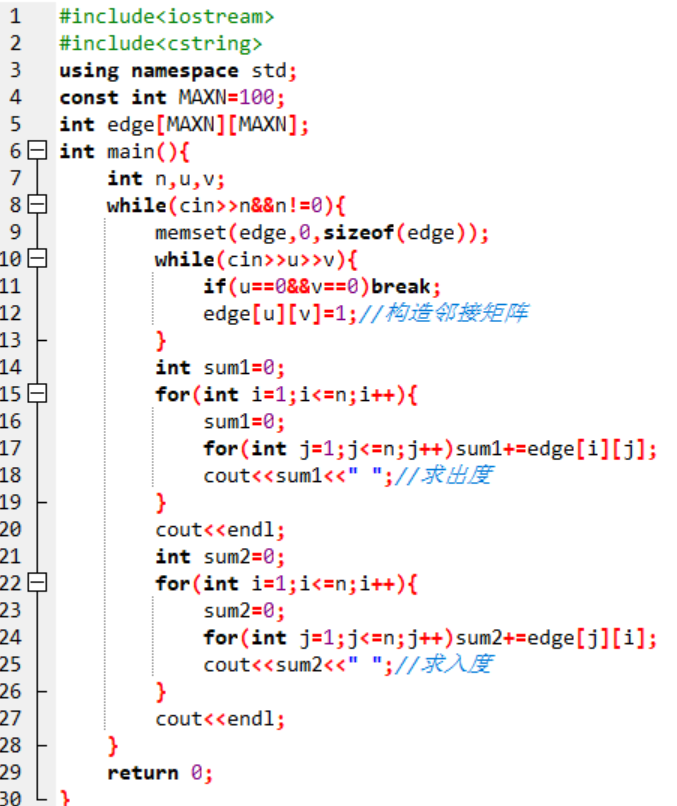 1 #include<iostream>
2 #include<cstring>
3 using namespace std;
4 const int MAXN=100;
5 int edge[MAXN][MAXN];
6 int main(){
7 int n,u,v;
8 while(cin>>n&&n!=0){
9 memset(edge,0,sizeof(edge));
10 while(cin>>u>>v){
11 if(u==0&&v==0)break;
12 edge[u][v]=1;//构造邻接矩阵
13 }
14 int sum1=0;
15 for(int i=1;i<=n;i++){
16 sum1=0;
17 for(int j=1;j<=n;j++)sum1+=edge[i][j];
18 cout<<sum1<<" ";//求出度
19 }
20 cout<<endl;
21 int sum2=0;
22 for(int i=1;i<=n;i++){
23 sum2=0;
24 for(int j=1;j<=n;j++)sum2+=edge[j][i];
25 cout<<sum2<<" ";//求入度
26 }
27 cout<<endl;
28 }
29 return 0;
30 }